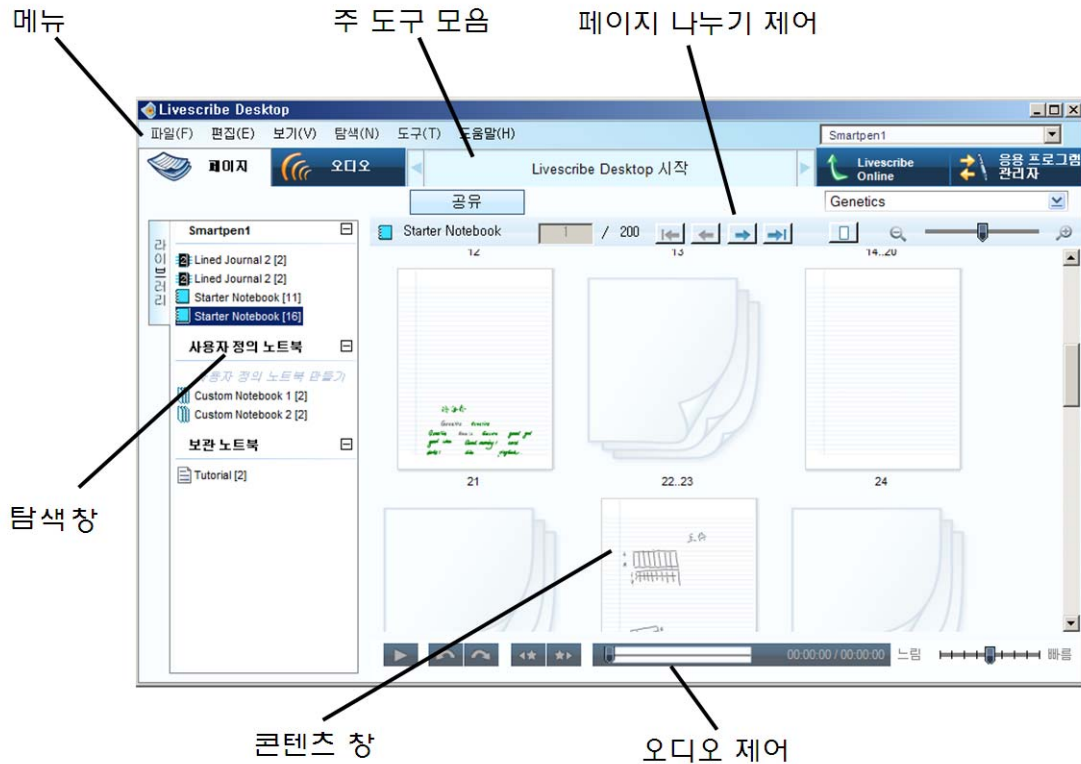 메뉴
주 도구 모음
페이지 나누기 제어
Livescribe Desktop
파일(F) 편집(E) 보기(V) 탐색(N) 도구(T) 도움말(H)
Smartpen1
페이지
오디오
Livescribe Desktop 시작
Livescribe
Online
응용 프로그램
관리자
공유
Genetics
라이브러리
Smartpen1
Lined Journal 2 [2]
Lined Journal 2 [2]
Starter Notebook [11]
Starter Notebook [16]
사용자 정의 노트북
사용자 정의 노트북 만들기
Custom Notebook 1 [2]
Custom Notebook 2 [2]
보관 노트북
Tutorial [2]
Starter Notebook 1 / 200
12 13 14..20
21 22..23 24
00:00:00 / 00:00:00
느림 빠름
탐색 창
콘텐츠 창
오디오 제어